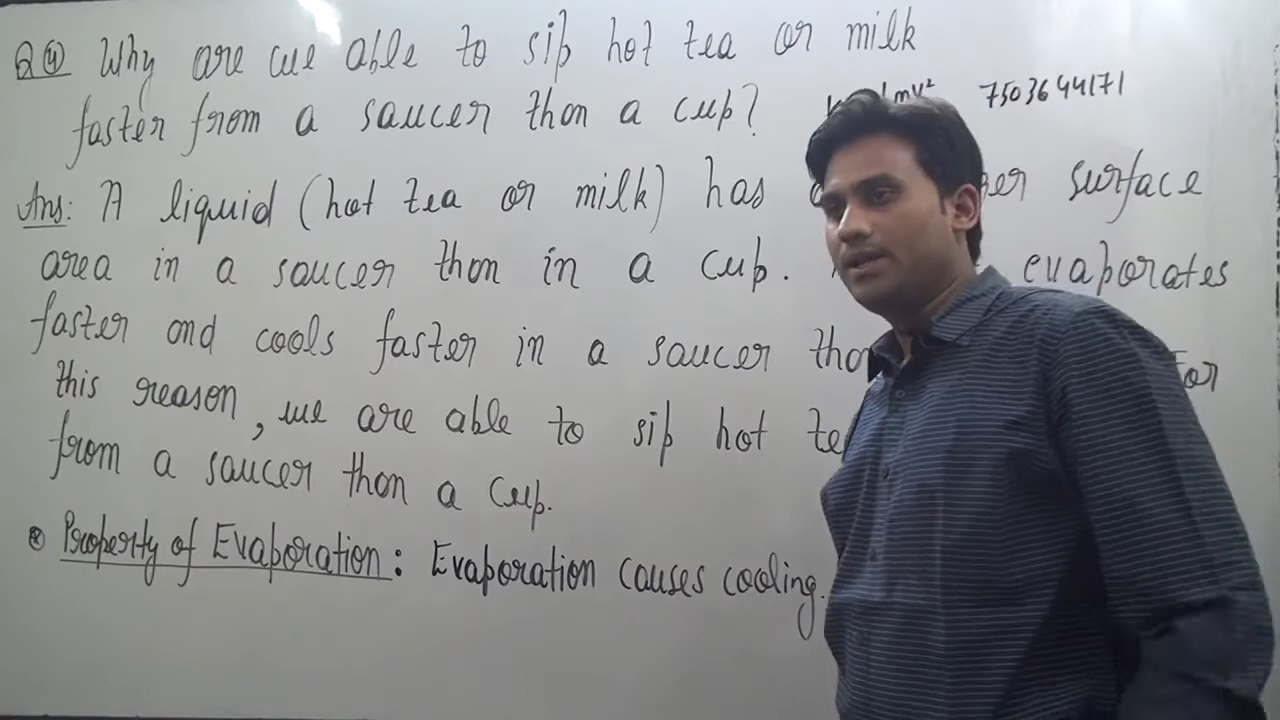 Q④ Why are we able to sip hot tea or milk
faster from a saucer than a cup?
mv² 7503644171
Ans: A liquid (hot tea or milk) has surface
area in a saucer than in a cup. evaporates
faster and cools faster in a saucer For
this reason, we are able to sip hot
from a saucer than a cup.
Property of Evaporation: Evaporation causes cooling.